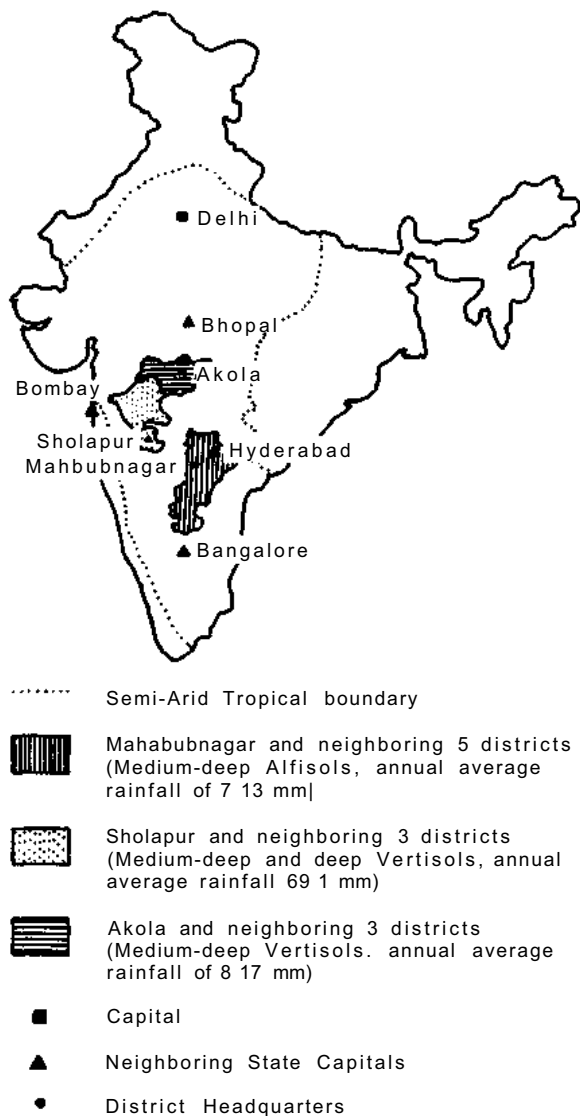 Delhi
Bhopal
Akola
Bombay
Sholapur
Mahbubnagar
Hyderabad
Bangalore
Semi-Arid Tropical boundary
Mahabubnagar and neighboring 5 districts
(Medium-deep Alfisols, annual average
rainfall of 7 13 mm|
Sholapur and neighboring 3 districts
(Medium-deep and deep Vertisols, annual
average rainfall 69 1 mm)
Akola and neighboring 3 districts
(Medium-deep Vertisols. annual average
rainfall of 8 17 mm)
Capital
Neighboring State Capitals
District Headquarters